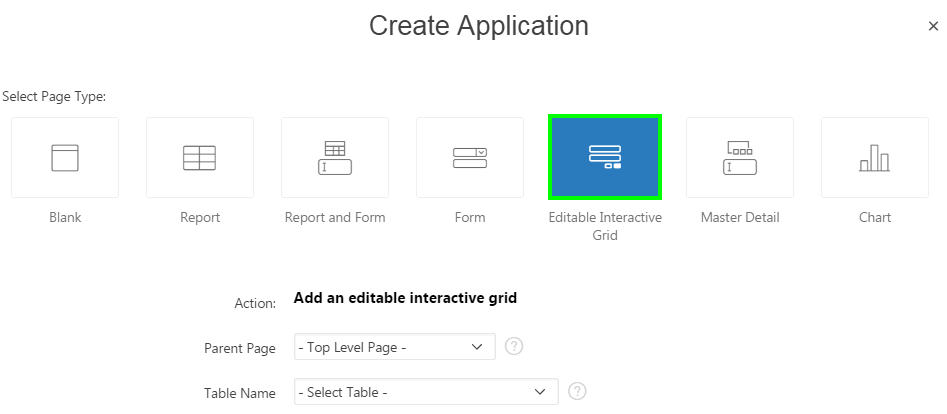 Create Application
Select Page Type:
Blank
Report
Report and Form
Form
Editable Interactive
Grid
Master Detail
Chart
Action: Add an editable interactive grid
Parent Page - Top Level Page - ?
Table Name - Select Table - ?